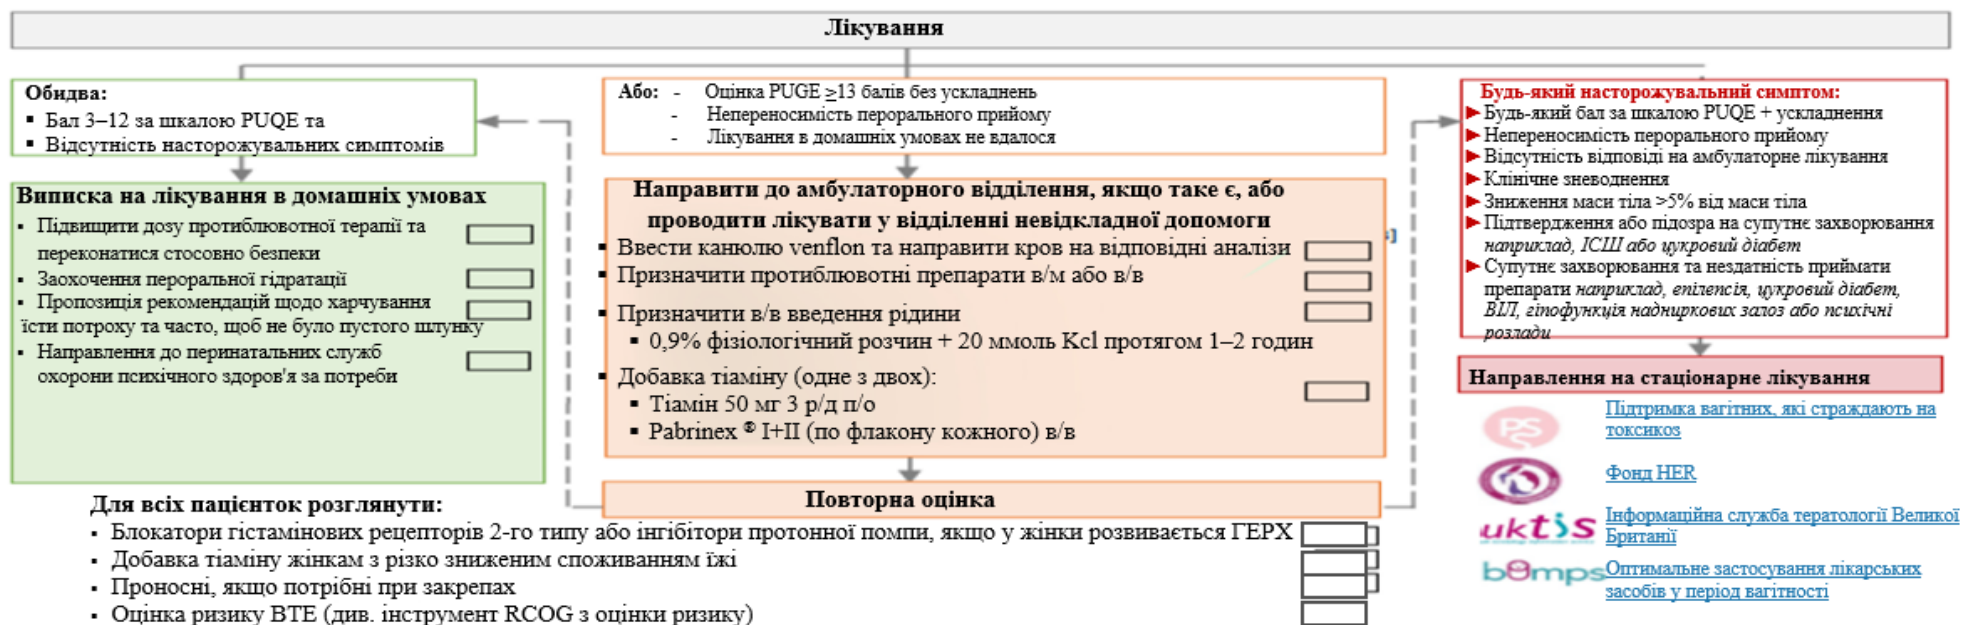 Лікування
Обидва:
▪ Бал 3–12 за шкалою PUQE та
▪ Відсутність насторожувальних симптомів
Виписка на лікування в домашніх умовах
▪ Підвищити дозу протиблювотної терапії та
переконатися стосовно безпеки
▪ Заохочення пероральної гідратації
▪ Пропозиція рекомендацій щодо харчування
їсти потроху та часто, щоб не було пустого шлунку
▪ Направлення до перинатальних служб
охорони психічного здоров'я за потреби
Або: - Оцінка PUGE ≥13 балів без ускладнень
- Непереносимість перорального прийому
- Лікування в домашніх умовах не вдалося
Направити до амбулаторного відділення, якщо таке є, або
проводити лікувати у відділенні невідкладної допомоги
▪ Ввести канюлю venflon та направити кров на відповідні аналізи
▪ Призначити протиблювотні препарати в/м або в/в
▪ Призначити в/в введення рідини
▪ 0,9% фізіологічний розчин + 20 ммоль Kcl протягом 1–2 годин
▪ Добавка тіаміну (одне з двох):
▪ Тіамін 50 мг 3 р/д п/о
▪ Pabrinex ® I+II (по флакону кожного) в/в
Повторна оцінка
Будь-який насторожувальний симптом:
Будь-який бал за шкалою PUQE + ускладнення
Непереносимість перорального прийому
Відсутність відповіді на амбулаторне лікування
Клінічне зневоднення
Зниження маси тіла >5% від маси тіла
Підтвердження або підозра на супутнє захворювання
наприклад, ІСШ або цукровий діабет
Супутнє захворювання та нездатність приймати
препарати наприклад, епілепсія, цукровий діабет,
ВІЛ, гіпофункція надниркових залоз або психічні
розлади
Направлення на стаціонарне лікування
PSS
Підтримка вагітних, які страждають на
токсикоз
Фонд HER
uktis
Інформаційна служба тератології Великої
Британії
bumps
Оптимальне застосування лікарських
засобів у період вагітності
Для всіх пацієнток розглянути:
▪ Блокатори гістамінових рецепторів 2-го типу або інгібітори протонної помпи, якщо у жінки розвивається ГЕРХ
▪ Добавка тіаміну жінкам з різко зниженим споживанням їжі
▪ Проносні, якщо потрібні при закрепах
▪ Оцінка ризику ВТЕ (див. інструмент RCOG з оцінки ризику)